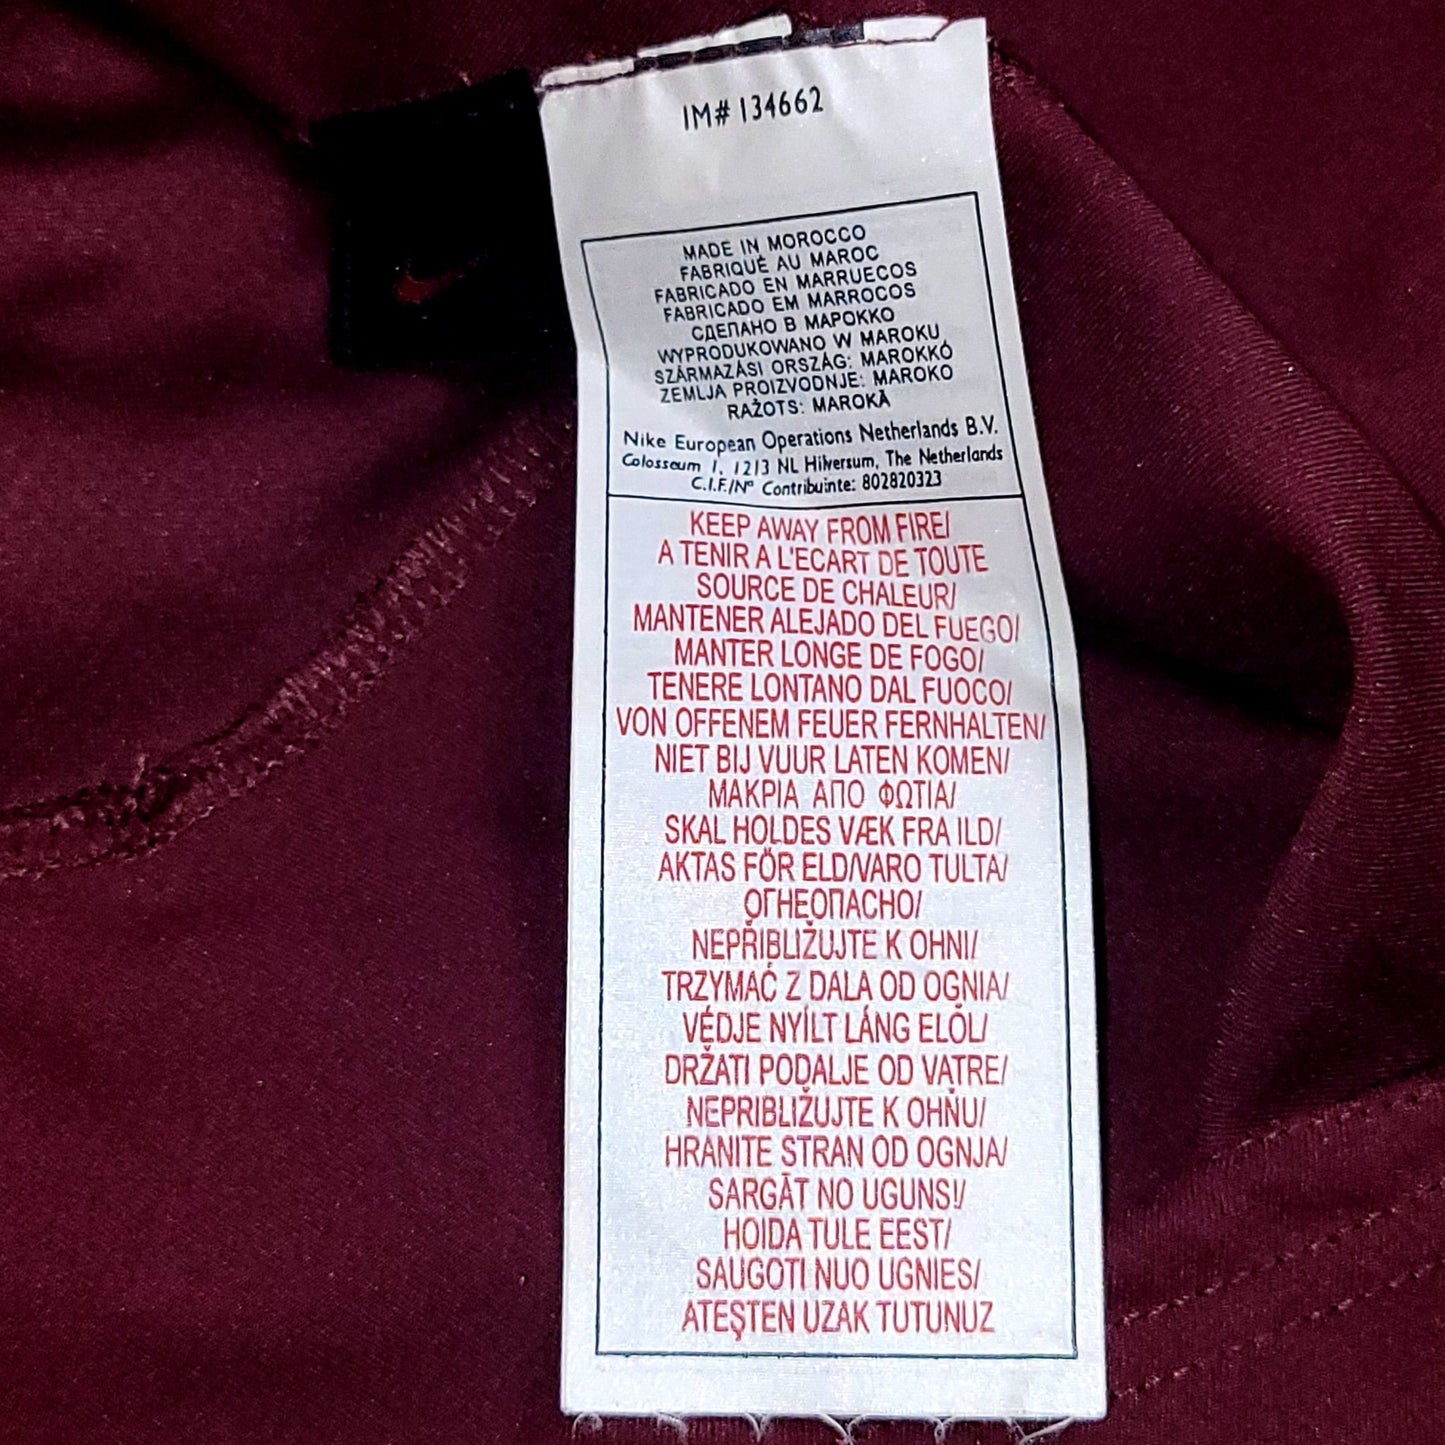 IM# 134662
MADE IN MOROCCO
FABRIQUÉ AU MAROC
FABRICADO EN MARRUECOS
FABRICADO EM MARROCOS
СДЕЛАНО В МАРОККО
WYPRODUKOWANO W MAROKU
SZÁRMAZÁSI ORSZÁG: MAROKKÓ
ZEMLJA PROIZVODNJE: MAROKO
RAŽOTS: MAROKĀ
Nike European Operations Netherlands B.V.
Colosseum 1, 1213 NL Hilversum, The Netherlands
C.I.F./Nº Contribuinte: 802820323
KEEP AWAY FROM FIRE/
A TENIR A L'ECART DE TOUTE
SOURCE DE CHALEUR/
MANTENER ALEJADO DEL FUEGO/
MANTER LONGE DE FOGO/
TENERE LONTANO DAL FUOCO/
VON OFFENEM FEUER FERNHALTEN/
NIET BIJ VUUR LATEN KOMEN/
ΜΑΚΡΙΑ ΑΠΟ ΦΩΤΙΑ/
SKAL HOLDES VÆK FRA ILD/
AKTAS FÖR ELD/VARO TULTA/
ОГНЕОПАСНО/
NEPŘIBLIŽUJTE K OHNI/
TRZYMAĆ Z DALA OD OGNIA/
VÉDJE NYÍLT LÁNG ELŐL/
DRŽATI PODALJE OD VATRE/
NEPRIBLIŽUJTE K OHŇU/
HRANITE STRAN OD OGNJA/
SARGĀT NO UGUNS!/
HOIDA TULE EEST/
SAUGOTI NUO UGNIES/
ATEŞTEN UZAK TUTUNUZ